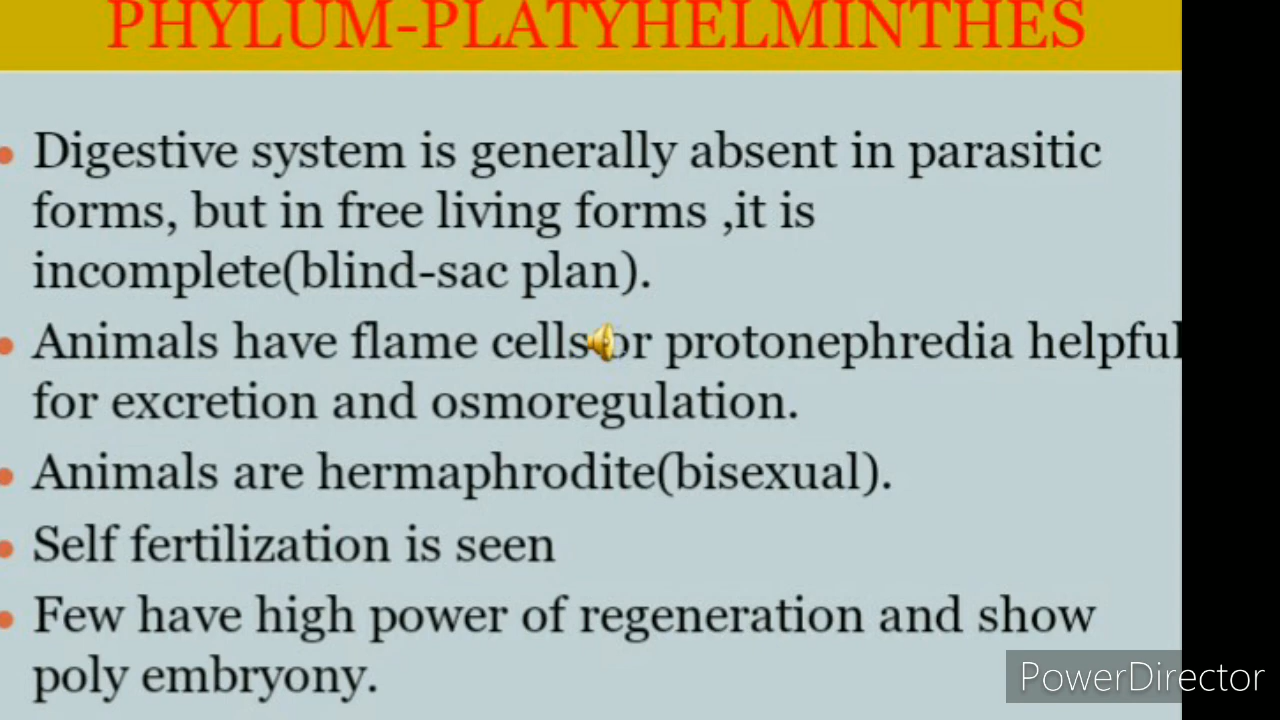 PHYLUM-PLATYHELMINTHES
Digestive system is generally absent in parasitic
forms, but in free living forms ,it is
incomplete(blind-sac plan).
Animals have flame cells or protonephredia helpful
for excretion and osmoregulation.
Animals are hermaphrodite(bisexual).
Self fertilization is seen
Few have high power of regeneration and show
poly embryony.
PowerDirector